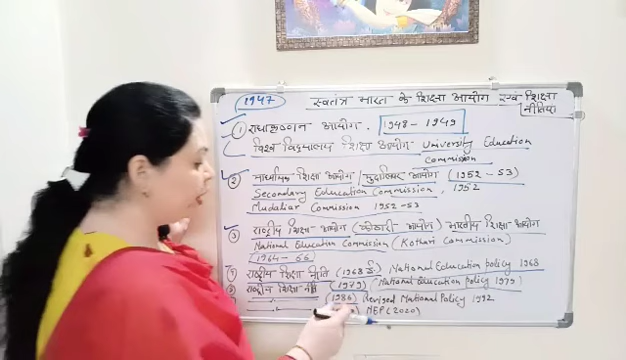 1947 स्वतंत्र भारत के शिक्षा आयोग एवं शिक्षा
नीतियां
① राधाकृष्णन आयोग. 1948 - 1949
विश्व विद्यालय शिक्षा आयोग University Education
Commission
② माध्यमिक शिक्षा आयोग / मुदालियर आयोग (1952 - 53)
Secondary Education Commission, 1952
Mudaliar Commission 1952-53
③ राष्ट्रीय शिक्षा आयोग (कोठारी आयोग) भारतीय शिक्षा आयोग
National Education Commission (Kothari Commission)
1964-66
राष्ट्रीय शिक्षा नीति (1968 ई) National Education policy 1968
राष्ट्रीय शिक्षा नीति (1979) (National Education policy 1979)
(1986) Revised National Policy 1992
NEP (2020)